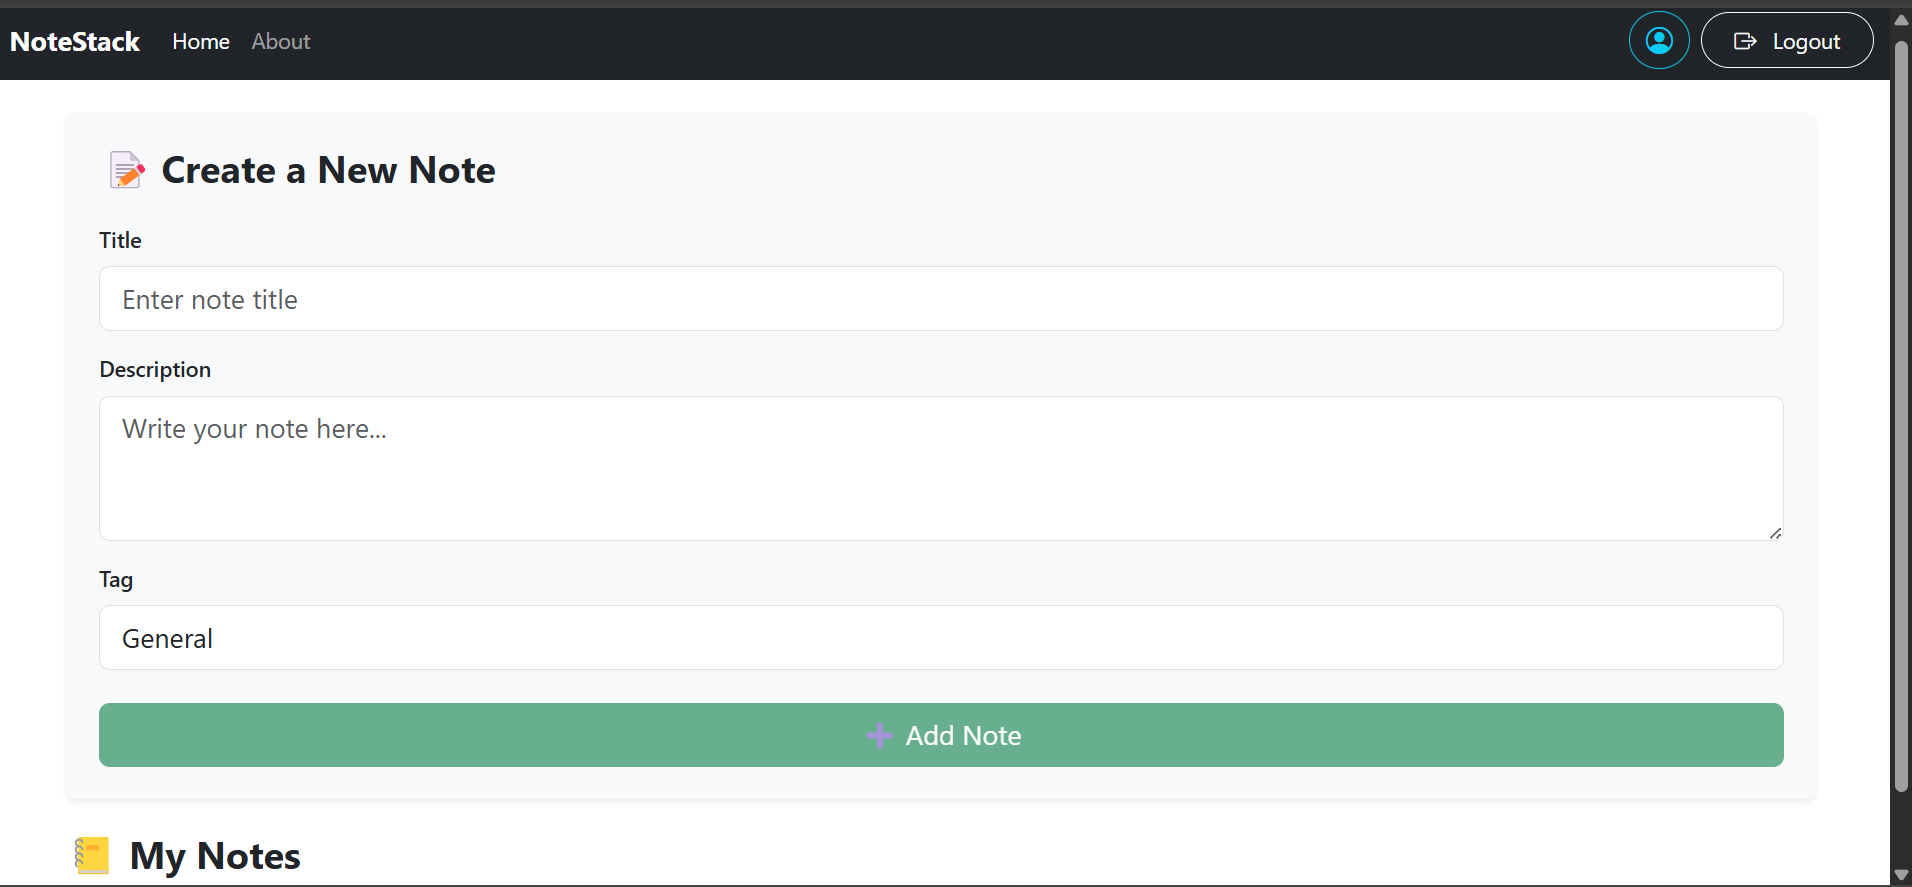 NoteStack Home About Logout
Create a New Note
Title
Enter note title
Description
Write your note here...
Tag
General
Add Note
My Notes